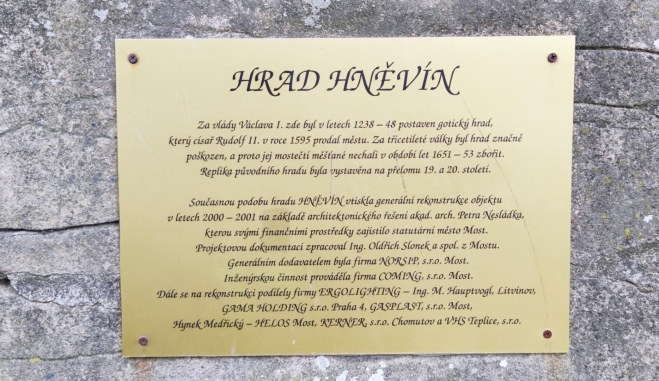 HRAD HNĚVÍN
Za vlády Václava I. zde byl v letech 1238 – 48 postaven gotický hrad,
který císař Rudolf II. v roce 1595 prodal městu. Za třicetileté války byl hrad značně
poškozen, a proto jej mostečtí měšťané nechali v období let 1651 – 53 zbořit.
Replika původního hradu byla vystavěna na přelomu 19. a 20. století.
Současnou podobu hradu HNĚVÍN vtiskla generální rekonstrukce objektu
v letech 2000 – 2001 na základě architektonického řešení akad. arch. Petra Nesládka,
kterou svými finančními prostředky zajistilo statutární město Most.
Projektovou dokumentaci zpracoval Ing. Oldřich Slonek a spol. z Mostu.
Generálním dodavatelem byla firma NORSIP, s.r.o. Most.
Inženýrskou činnost prováděla firma COMING, s.r.o. Most.
Dále se na rekonstrukci podílely firmy ERGOLIGHTING – Ing. M. Hauptvogl, Litvínov,
GAMA HOLDING s.r.o. Praha 4, GASPLAST, s.r.o. Most,
Hynek Medřický – HELOS Most, KERNER, s.r.o. Chomutov a VHS Teplice, s.r.o.